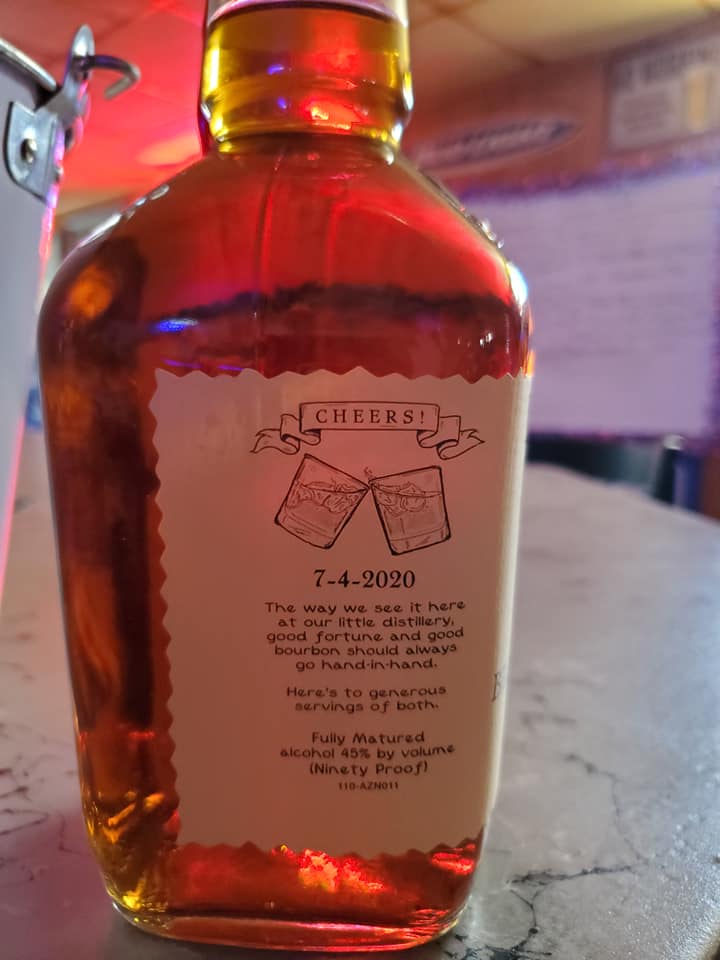 CHEERS!
7-4-2020
The way we see it here
at our little distillery,
good fortune and good
bourbon should always
go hand-in-hand.
Here's to generous
servings of both.
Fully Matured
alcohol 45% by volume
(Ninety Proof)
110-AZN011